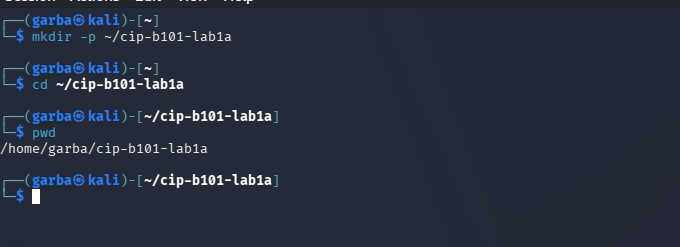 ┌──(garba㉿kali)-[~]
└─$ mkdir -p ~/cip-b101-lab1a
┌──(garba㉿kali)-[~]
└─$ cd ~/cip-b101-lab1a
┌──(garba㉿kali)-[~/cip-b101-lab1a]
└─$ pwd
/home/garba/cip-b101-lab1a
┌──(garba㉿kali)-[~/cip-b101-lab1a]
└─$